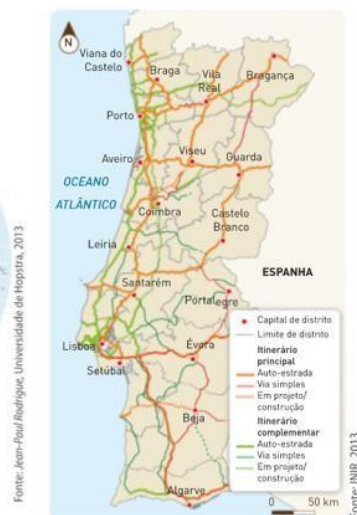 N
Viana do
Castelo
Braga
Vila
Real
Bragança
Porto
Aveiro
Viseu
Guarda
OCEANO
ATLÂNTICO
Coimbra
Castelo
Branco
Leiria
ESPANHA
Santarém
Portalegre
Lisboa
Évora
Setúbal
Beja
Algarve
Capital de distrito
Limite de distrito
Itinerário
principal
Auto-estrada
Via simples
Em projeto/
construção
Itinerário
complementar
Auto-estrada
Via simples
Em projeto/
construção
0 50 km
Fonte: Jean-Paul Rodrigue, Universidade de Hopstra, 2013
Fonte: INIR, 2013